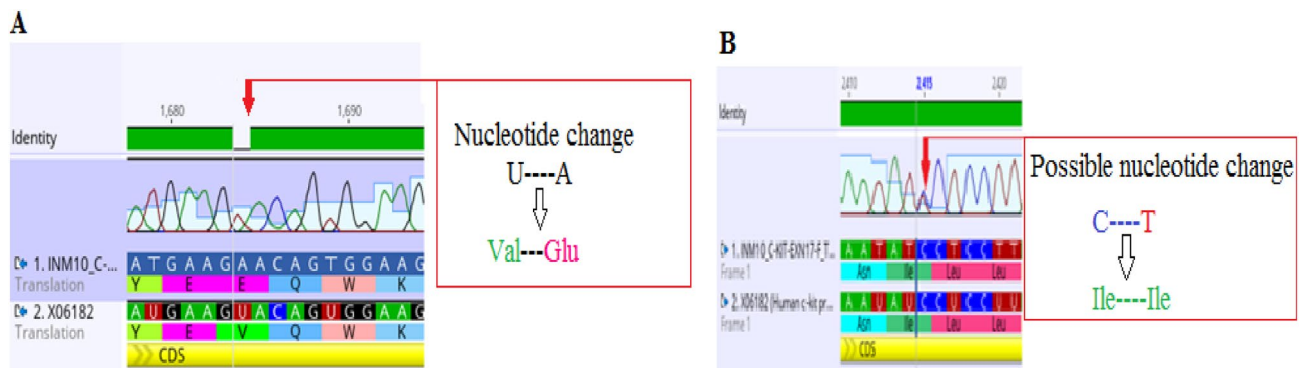 A
1,680 1,690
Identity
A T G A A G A A C A G T G G A A G
1. INM10_C-...
Translation
Y E E Q W K
2. X06182
A U G A A G U A C A G U G G A A G
Translation
Y E V Q W K
CDS
Nucleotide change
U----A
Val---Glu
B
2,410 2,415 2,420
Identity
1. INM10_C-KIT-EXN17-F_T...
A A T A T C C T C C T T
Frame 1
Asn Ile Leu Leu
2. X06182 (Human c-kit pr...
A A U A U C C U C C U U
Frame 1
Asn Ile Leu Leu
CDS
Possible nucleotide change
C----T
Ile----Ile